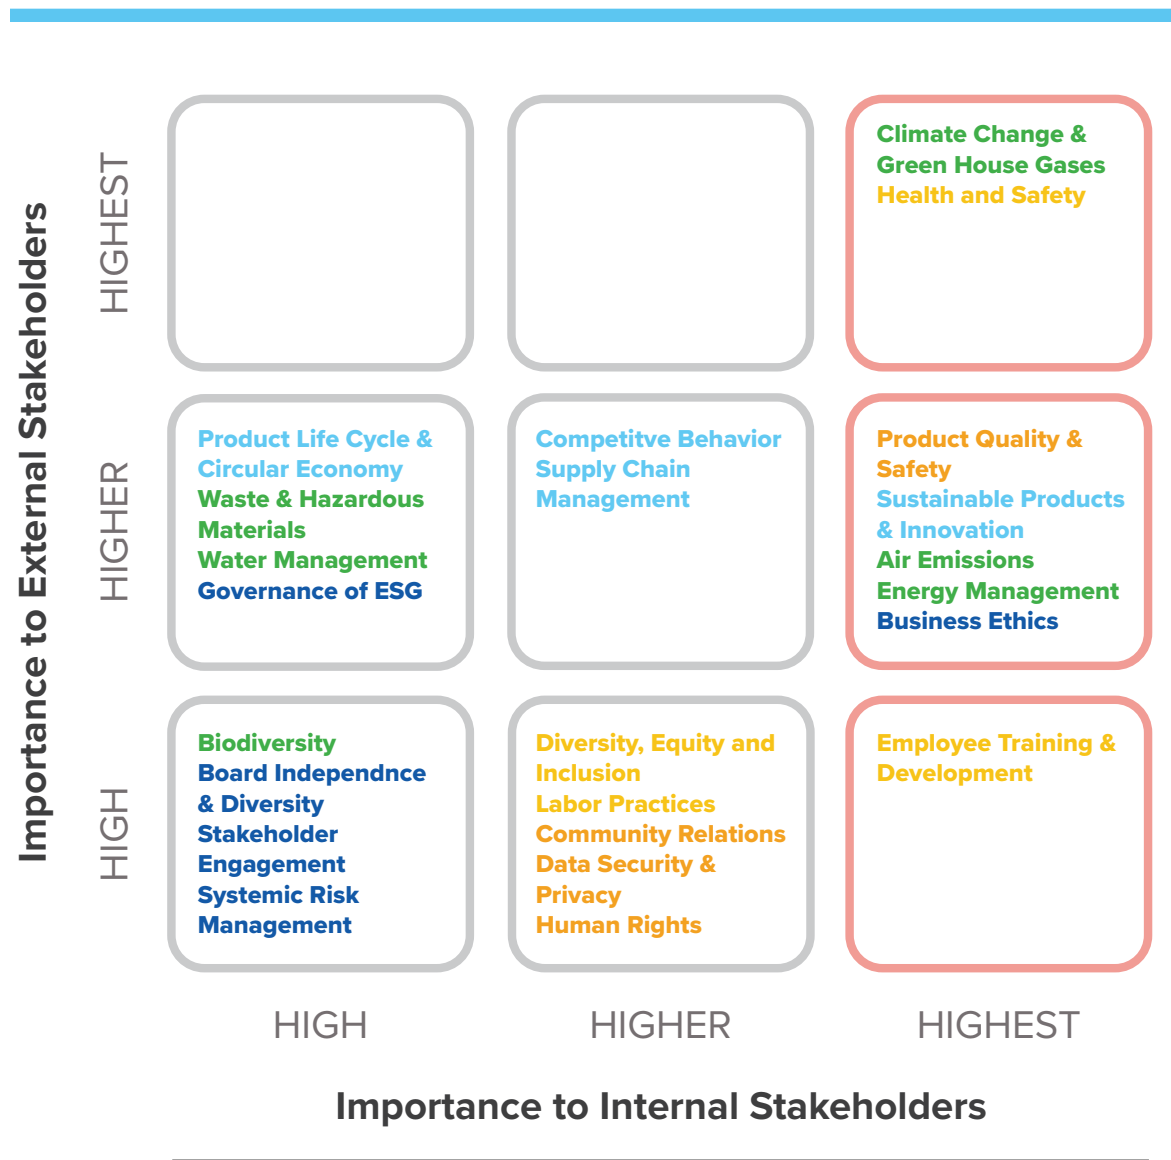 Importance to External Stakeholders
HIGHEST
Climate Change &
Green House Gases
Health and Safety
HIGHER
Product Life Cycle &
Circular Economy
Waste & Hazardous
Materials
Water Management
Governance of ESG
Competitve Behavior
Supply Chain
Management
Product Quality &
Safety
Sustainable Products
& Innovation
Air Emissions
Energy Management
Business Ethics
HIGH
Biodiversity
Board Independnce
& Diversity
Stakeholder
Engagement
Systemic Risk
Management
Diversity, Equity and
Inclusion
Labor Practices
Community Relations
Data Security &
Privacy
Human Rights
Employee Training &
Development
HIGH
HIGHER
HIGHEST
Importance to Internal Stakeholders